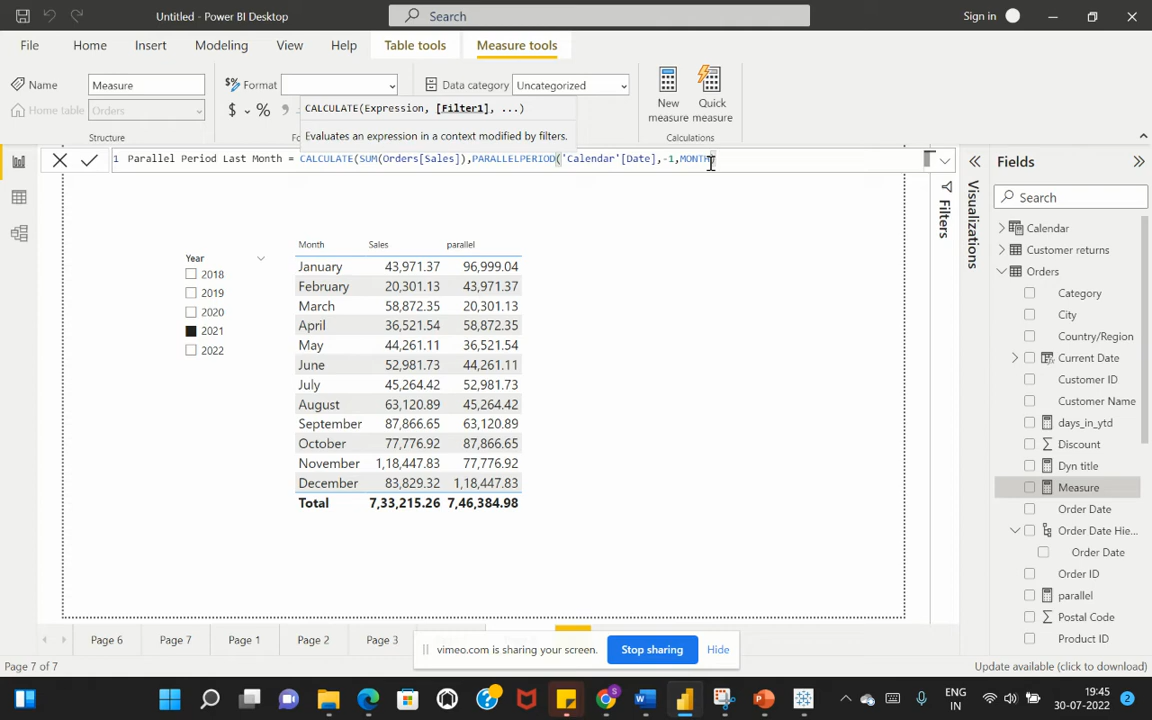 Untitled - Power BI Desktop
Search
Sign in
File
Home
Insert
Modeling
View
Help
Table tools
Measure tools
Name
Measure
Format
Data category
Uncategorized
New measure
Quick measure
Home table
Orders
$
%
Structure
Calculations
CALCULATE(Expression, [Filter1], ...)
Evaluates an expression in a context modified by filters.
1 Parallel Period Last Month = CALCULATE(SUM(Orders[Sales]),PARALLELPERIOD('Calendar'[Date],-1,MONTH)
Filters
Visualizations
Fields
Search
Calendar
Customer returns
Orders
Category
City
Country/Region
Current Date
Customer ID
Customer Name
days_in_ytd
Discount
Dyn title
Measure
Order Date
Order Date Hie...
Order Date
Order ID
parallel
Postal Code
Product ID
Year
2018
2019
2020
2021
2022
Month Sales parallel
January 43,971.37 96,999.04
February 20,301.13 43,971.37
March 58,872.35 20,301.13
April 36,521.54 58,872.35
May 44,261.11 36,521.54
June 52,981.73 44,261.11
July 45,264.42 52,981.73
August 63,120.89 45,264.42
September 87,866.65 63,120.89
October 77,776.92 87,866.65
November 1,18,447.83 77,776.92
December 83,829.32 1,18,447.83
Total 7,33,215.26 7,46,384.98
Page 6
Page 7
Page 1
Page 2
Page 3
vimeo.com is sharing your screen.
Stop sharing
Hide
Page 7 of 7
Update available (click to download)
ENG
IN
19:45
30-07-2022
2